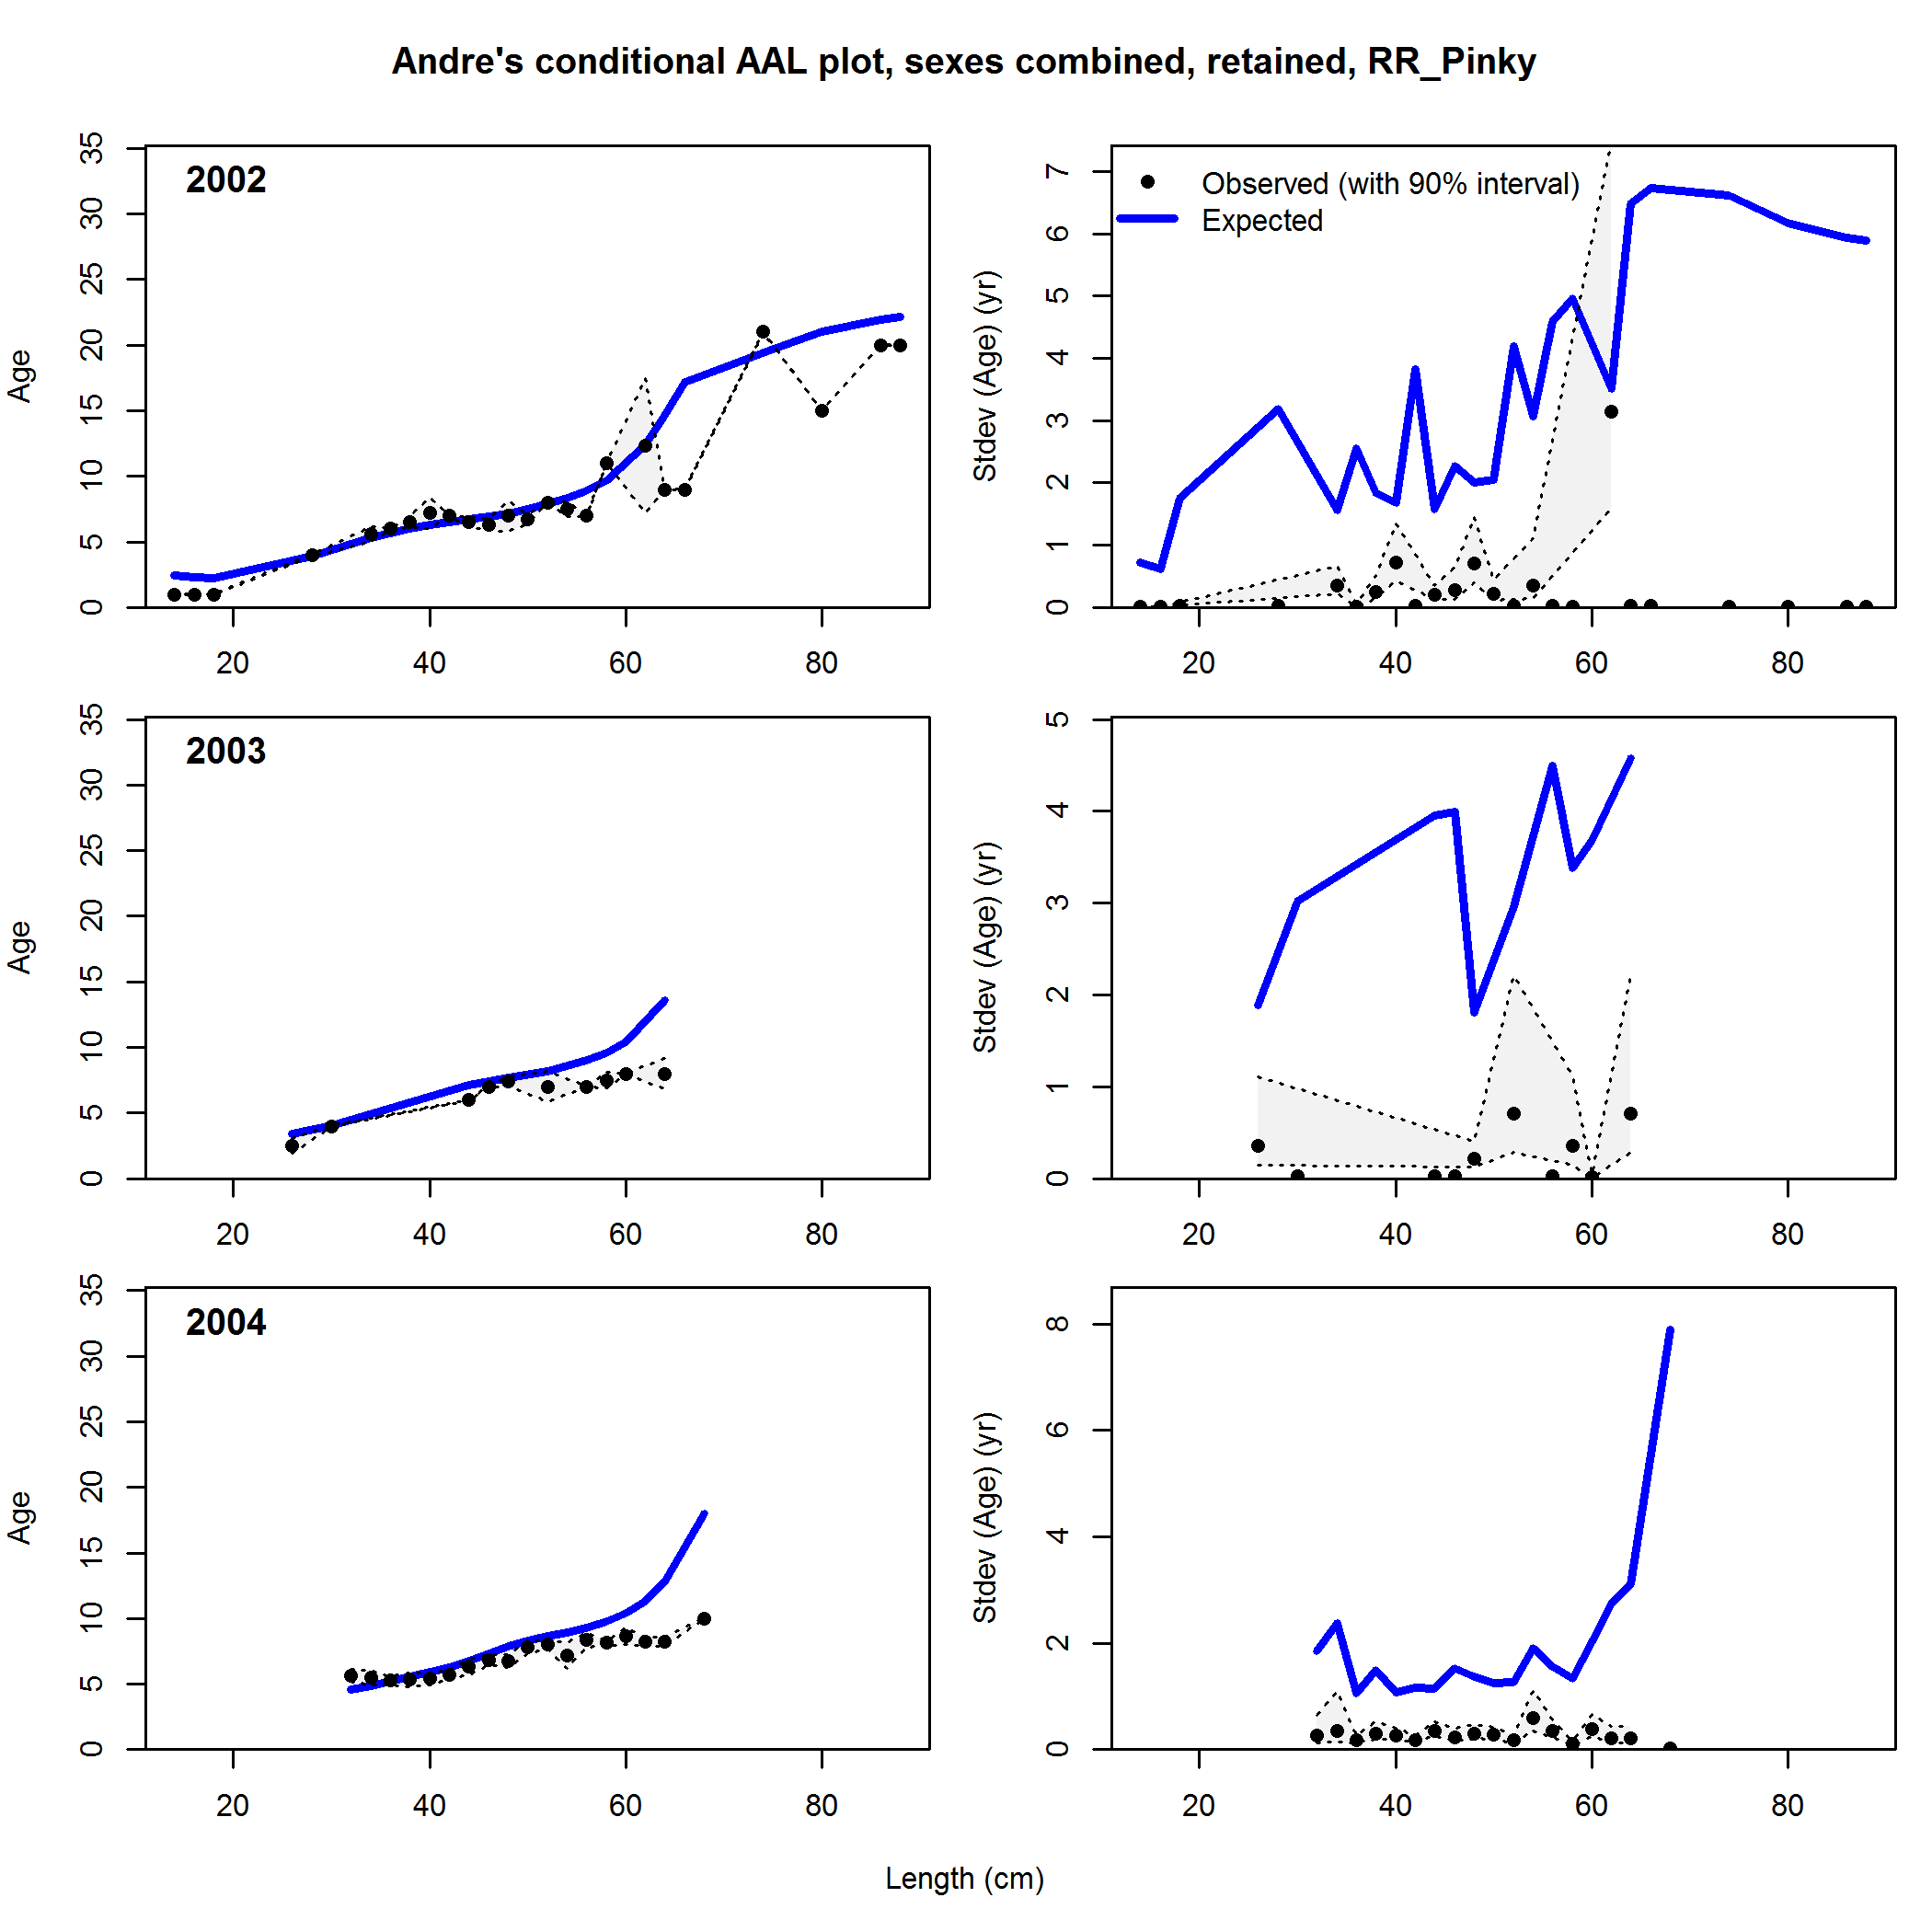 Andre's conditional AAL plot, sexes combined, retained, RR_Pinky
2002
Age
0 5 10 15 20 25 30 35
20 40 60 80
Observed (with 90% interval)
Expected
Stdev (Age) (yr)
0 1 2 3 4 5 6 7
20 40 60 80
2003
Age
0 5 10 15 20 25 30 35
20 40 60 80
Stdev (Age) (yr)
0 1 2 3 4 5
20 40 60 80
2004
Age
0 5 10 15 20 25 30 35
20 40 60 80
Stdev (Age) (yr)
0 2 4 6 8
20 40 60 80
Length (cm)